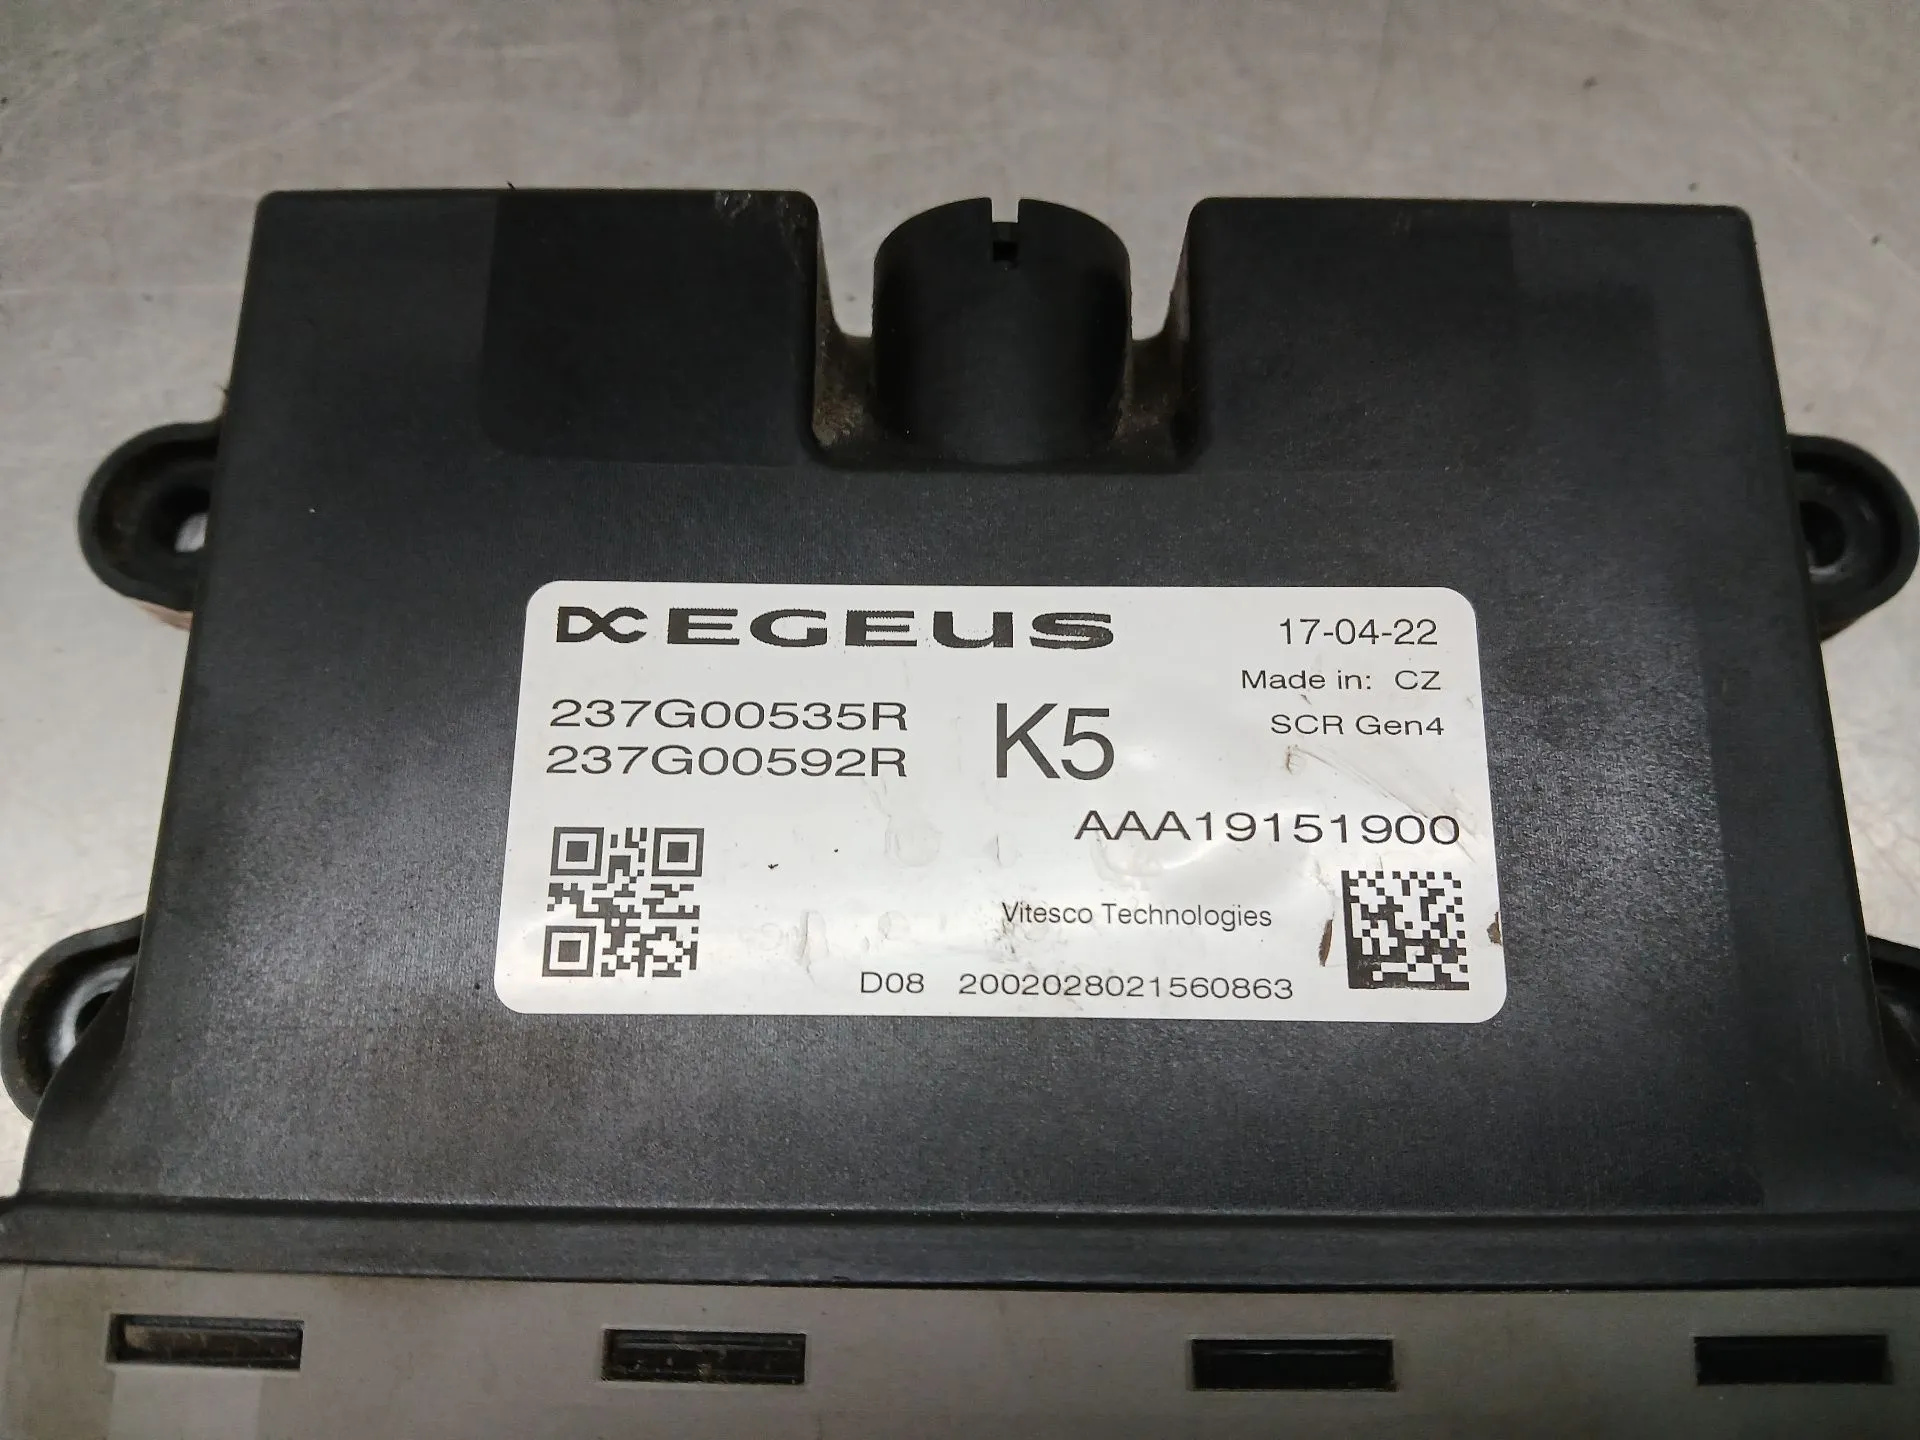 EGEUS
17-04-22
Made in: CZ
237G00535R
K5
SCR Gen4
237G00592R
AAA19151900
Vitesco Technologies
D08 2002028021560863